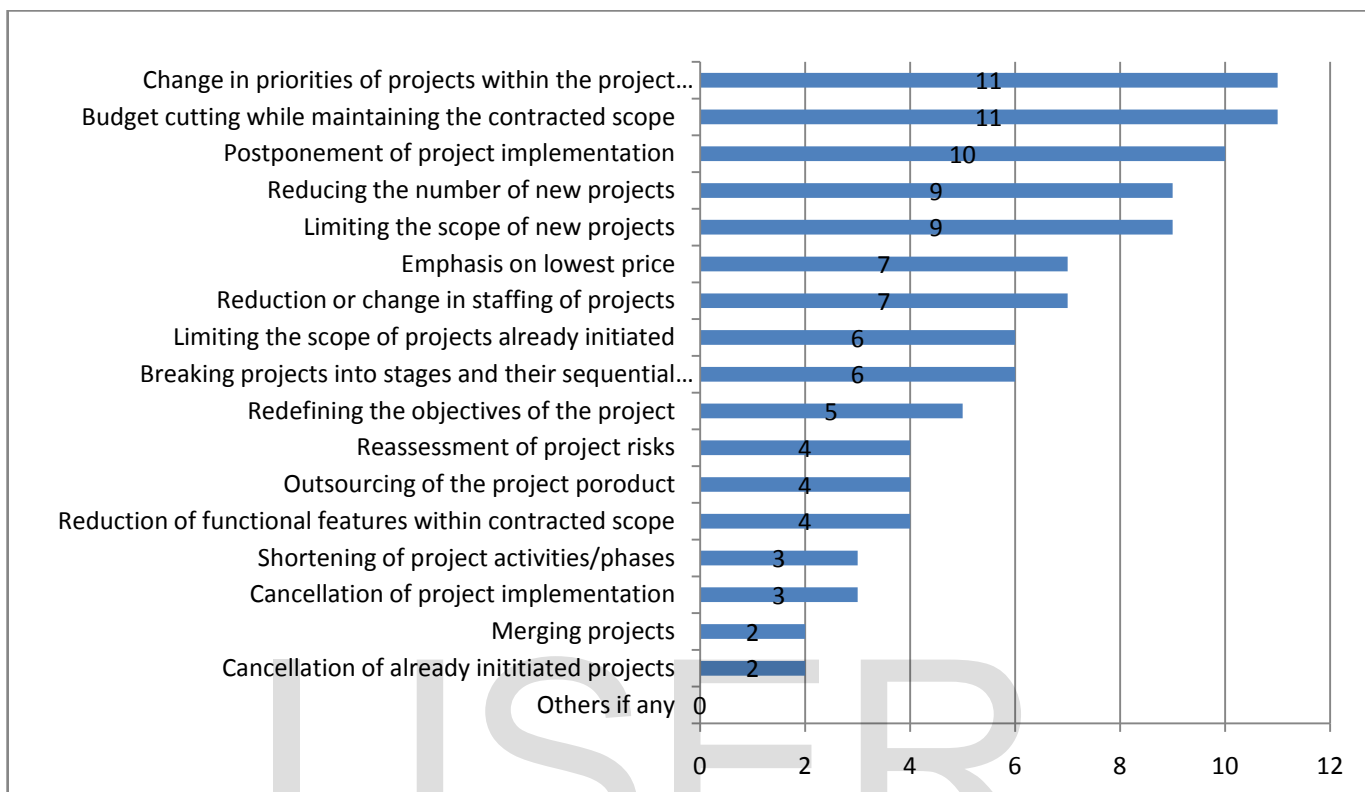 Change in priorities of projects within the project… 11
Budget cutting while maintaining the contracted scope 11
Postponement of project implementation 10
Reducing the number of new projects 9
Limiting the scope of new projects 9
Emphasis on lowest price 7
Reduction or change in staffing of projects 7
Limiting the scope of projects already initiated 6
Breaking projects into stages and their sequential… 6
Redefining the objectives of the project 5
Reassessment of project risks 4
Outsourcing of the project poroduct 4
Reduction of functional features within contracted scope 4
Shortening of project activities/phases 3
Cancellation of project implementation 3
Merging projects 2
Cancellation of already inititiated projects 2
Others if any 0
0 2 4 6 8 10 12